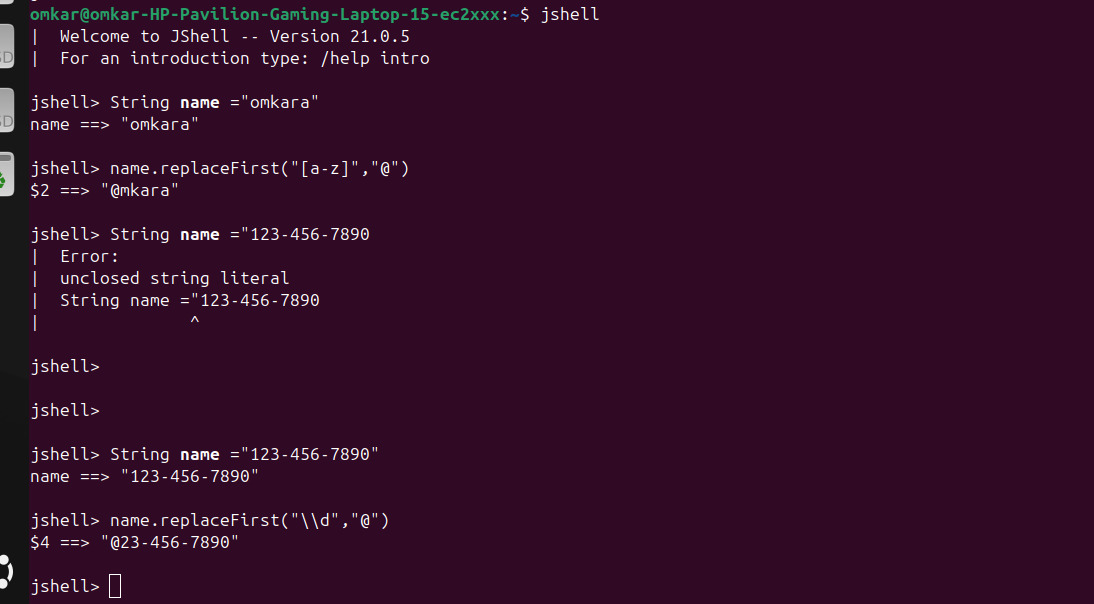 omkar@omkar-HP-Pavilion-Gaming-Laptop-15-ec2xxx:~$ jshell
|  Welcome to JShell -- Version 21.0.5
|  For an introduction type: /help intro

jshell> String name ="omkara"
name ==> "omkara"

jshell> name.replaceFirst("[a-z]","@")
$2 ==> "@mkara"

jshell> String name ="123-456-7890
|  Error:
|  unclosed string literal
|  String name ="123-456-7890
|               ^

jshell>

jshell>

jshell> String name ="123-456-7890"
name ==> "123-456-7890"

jshell> name.replaceFirst("\\d","@")
$4 ==> "@23-456-7890"

jshell>